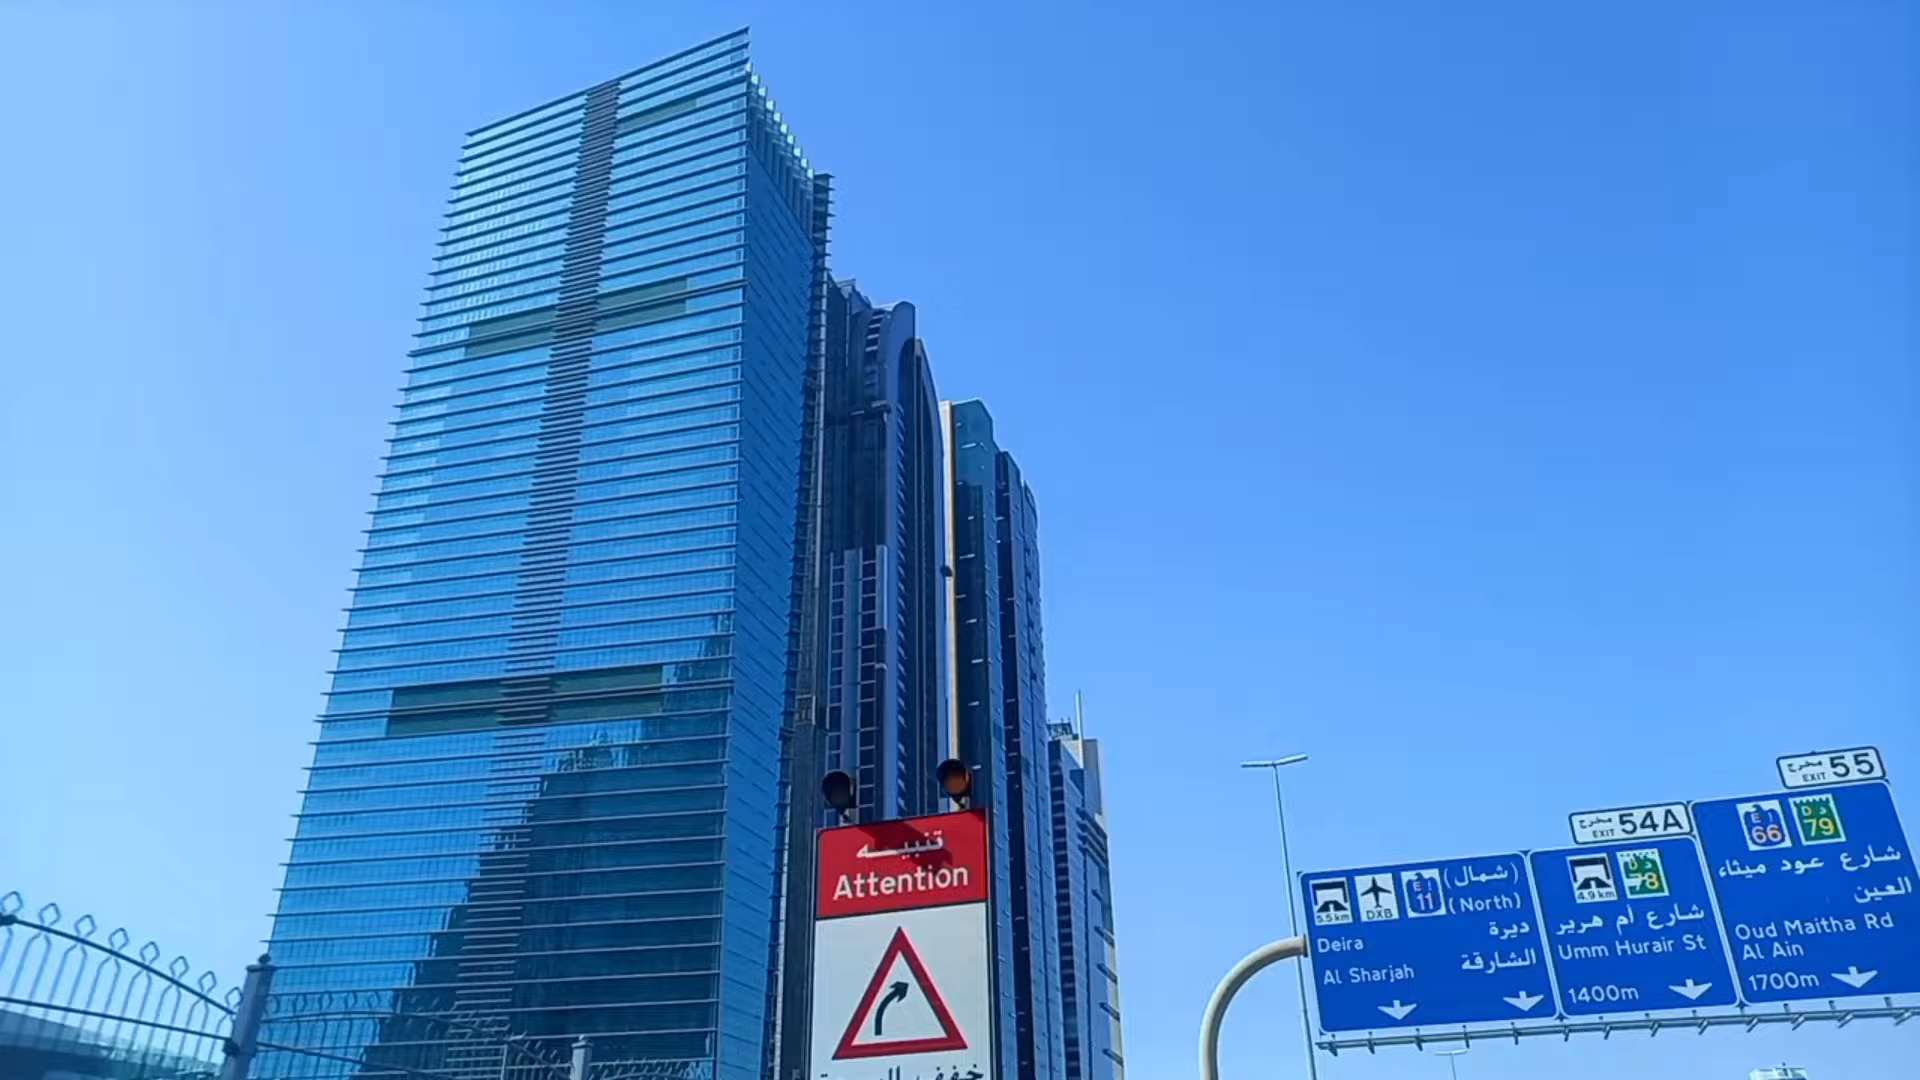 تنبيـــه
Attention
5.5 km
DXB
E 11
(شمال)
(North)
ديرة
Deira
الشارقة
Al Sharjah
مخرج
EXIT 54A
4.9 km
D د
78
شارع أم هرير
Umm Hurair St
1400m
مخرج
EXIT 55
E 66
D د
79
شارع عود ميثاء
العين
Oud Maitha Rd
Al Ain
1700m